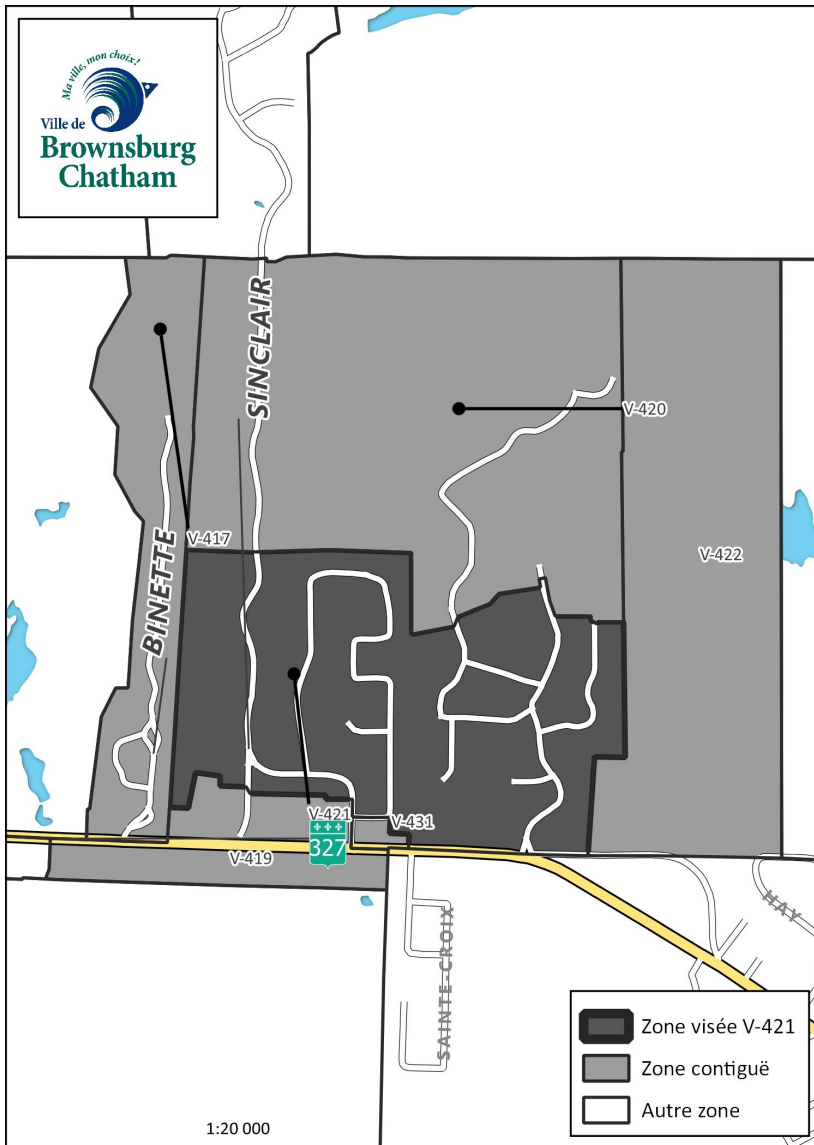 Ma ville, mon choix!
Ville de
Brownsburg
Chatham
SINCLAIR
V-420
V-417
BINETTE
V-422
V-421
V-431
327
V-419
HAY
SAINTE-CROIX
Zone visée V-421
Zone contiguë
Autre zone
1:20 000